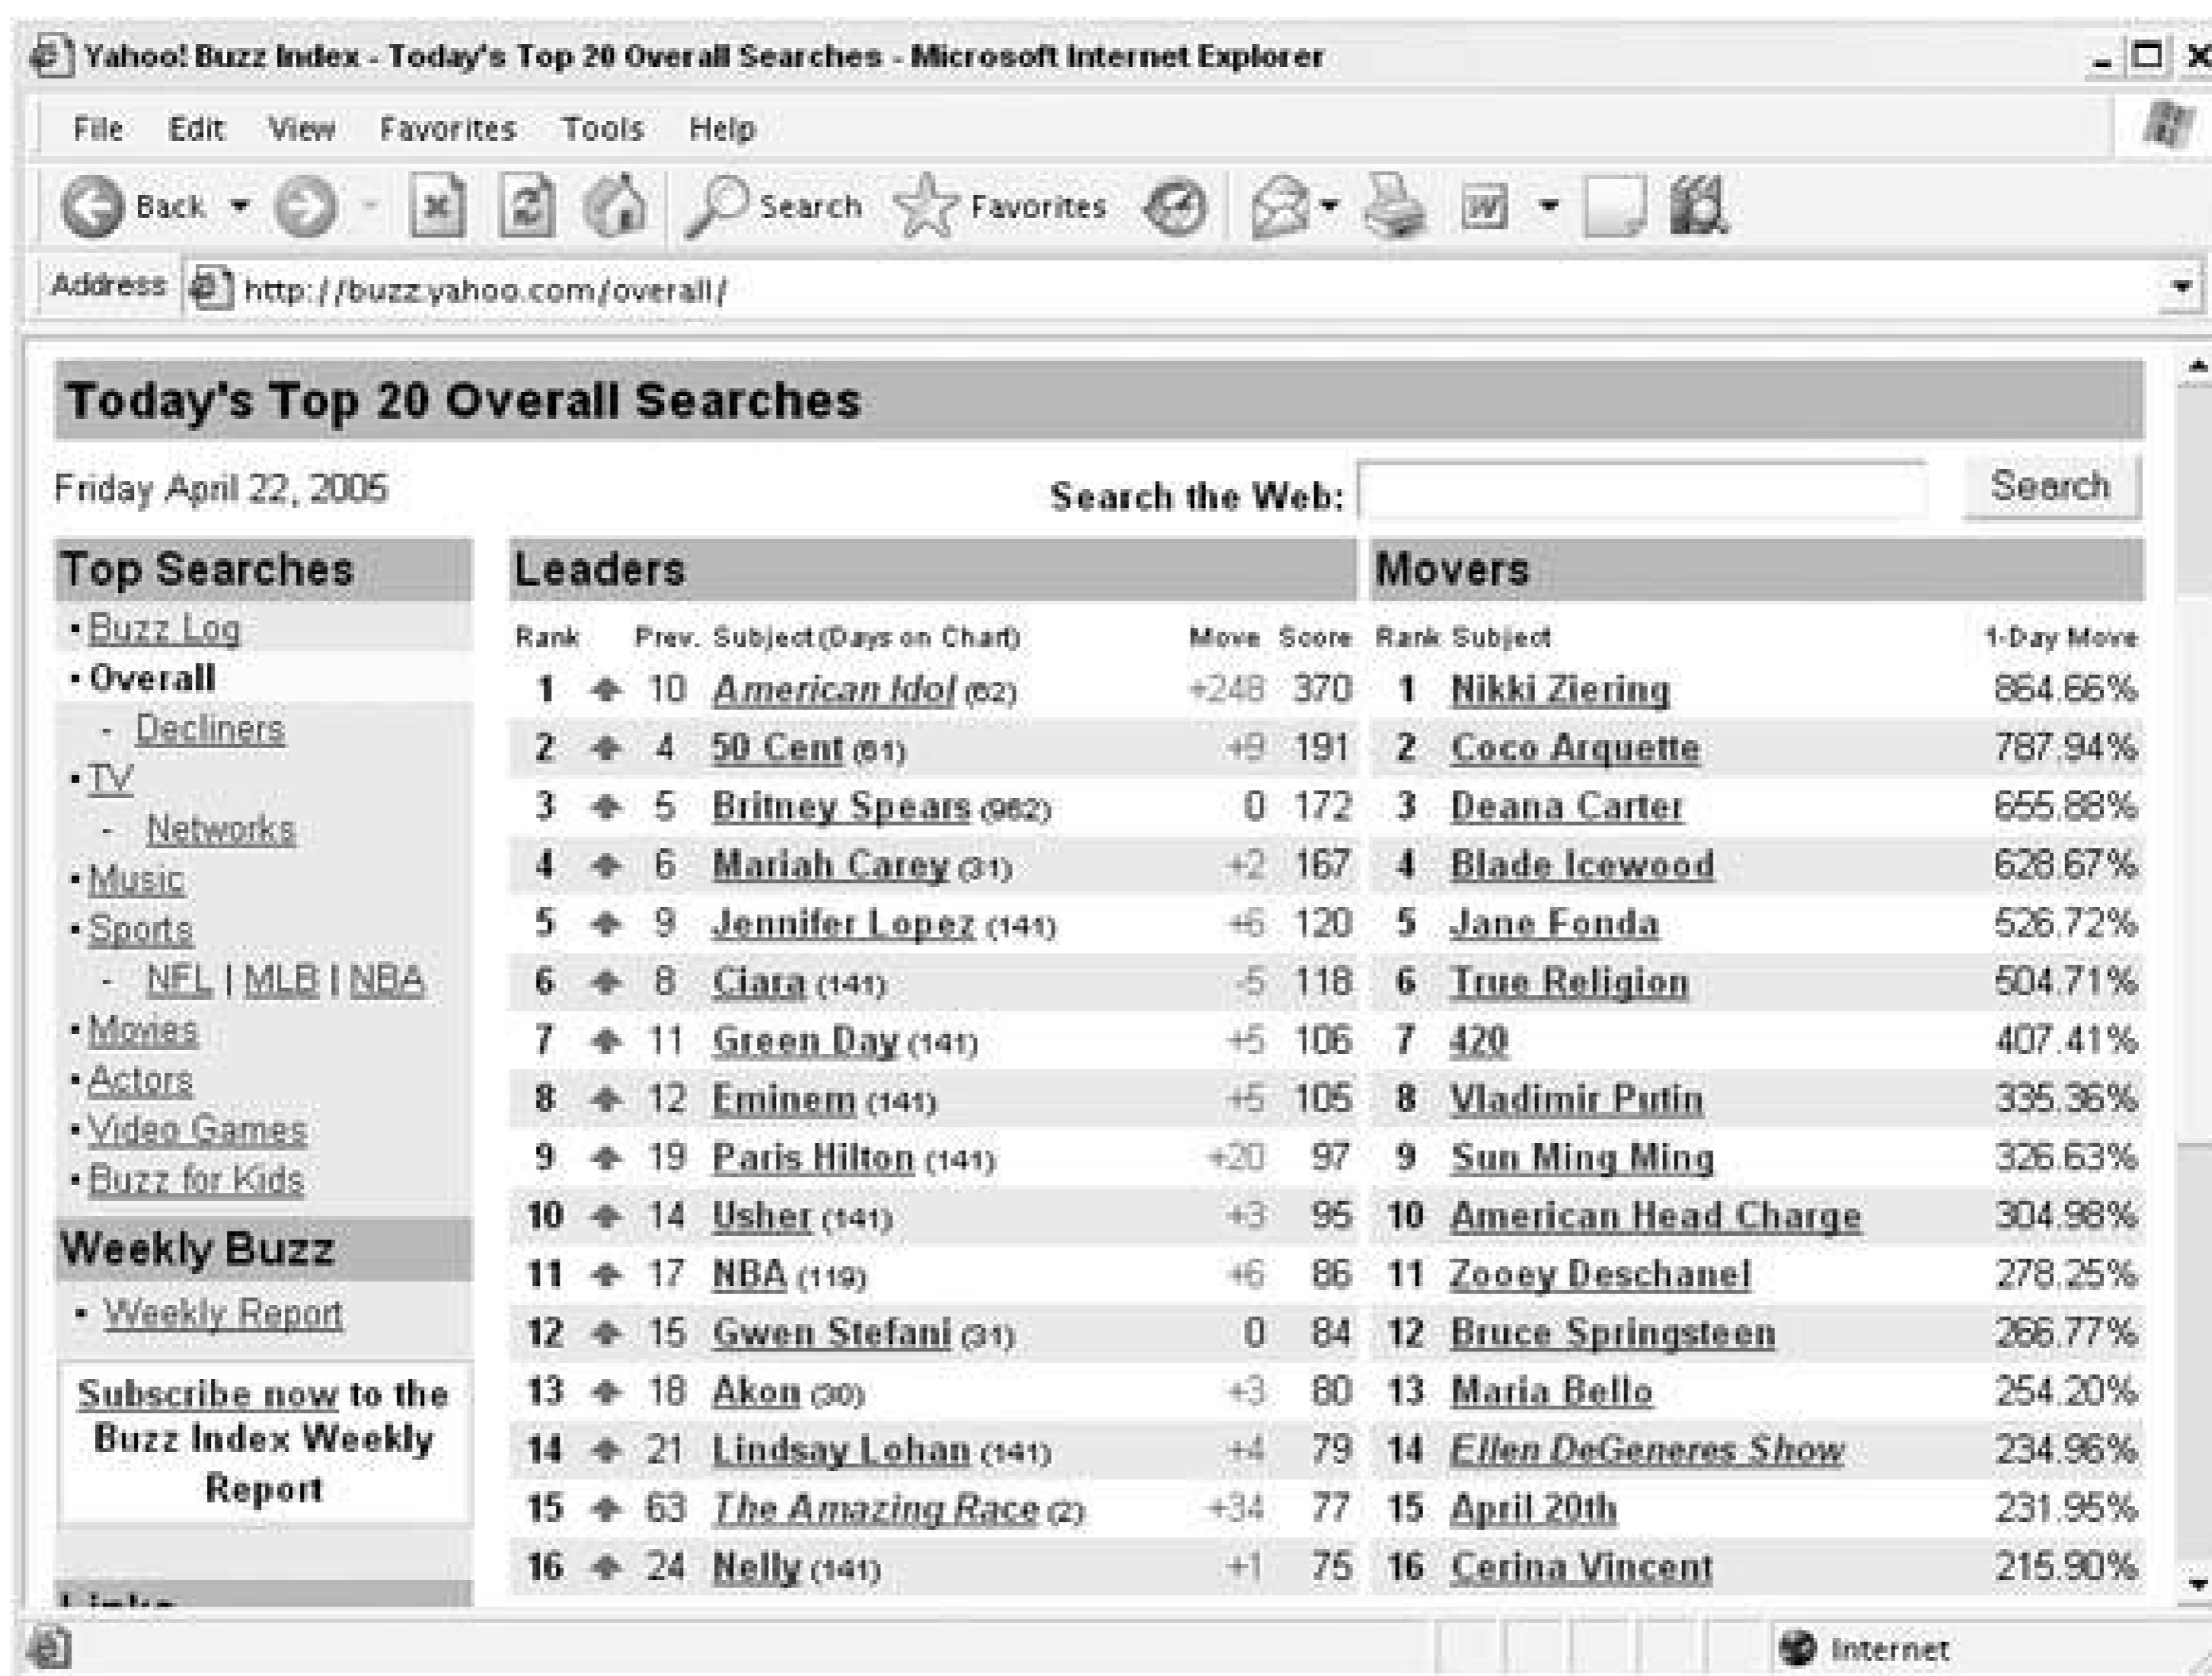 Yahoo! Buzz Index - Today's Top 20 Overall Searches - Microsoft Internet Explorer
File Edit View Favorites Tools Help
Back Search Favorites
Address http://buzz.yahoo.com/overall/
Today's Top 20 Overall Searches
Friday April 22, 2005
Search the Web: Search
Top Searches
• Buzz Log
• Overall
- Decliners
• TV
- Networks
• Music
• Sports
- NFL | MLB | NBA
• Movies
• Actors
• Video Games
• Buzz for Kids
Weekly Buzz
• Weekly Report
Subscribe now to the
Buzz Index Weekly
Report
Links
Leaders
Rank Prev. Subject (Days on Chart) Move Score
1 10 American Idol (62) +248 370
2 4 50 Cent (61) +9 191
3 5 Britney Spears (962) 0 172
4 6 Mariah Carey (31) +2 167
5 9 Jennifer Lopez (141) +6 120
6 8 Ciara (141) -5 118
7 11 Green Day (141) +5 106
8 12 Eminem (141) +5 105
9 19 Paris Hilton (141) +20 97
10 14 Usher (141) +3 95
11 17 NBA (119) +6 86
12 15 Gwen Stefani (31) 0 84
13 18 Akon (30) +3 80
14 21 Lindsay Lohan (141) +4 79
15 63 The Amazing Race (2) +34 77
16 24 Nelly (141) +1 75
Movers
Rank Subject 1-Day Move
1 Nikki Ziering 864.66%
2 Coco Arquette 787.94%
3 Deana Carter 655.88%
4 Blade Icewood 628.67%
5 Jane Fonda 526.72%
6 True Religion 504.71%
7 420 407.41%
8 Vladimir Putin 335.36%
9 Sun Ming Ming 326.63%
10 American Head Charge 304.98%
11 Zooey Deschanel 278.25%
12 Bruce Springsteen 266.77%
13 Maria Bello 254.20%
14 Ellen DeGeneres Show 234.96%
15 April 20th 231.95%
16 Cerina Vincent 215.90%
Internet